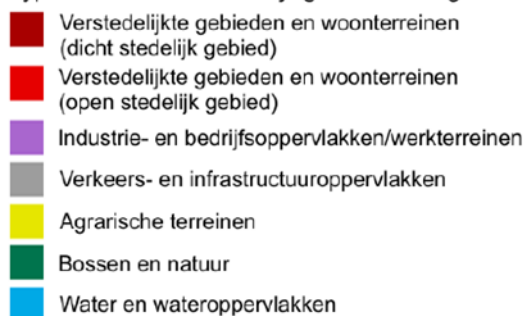 Verstedelijkte gebieden en woonterreinen
(dicht stedelijk gebied)
Verstedelijkte gebieden en woonterreinen
(open stedelijk gebied)
Industrie- en bedrijfsoppervlakken/werkterreinen
Verkeers- en infrastructuuroppervlakken
Agrarische terreinen
Bossen en natuur
Water en wateroppervlakken